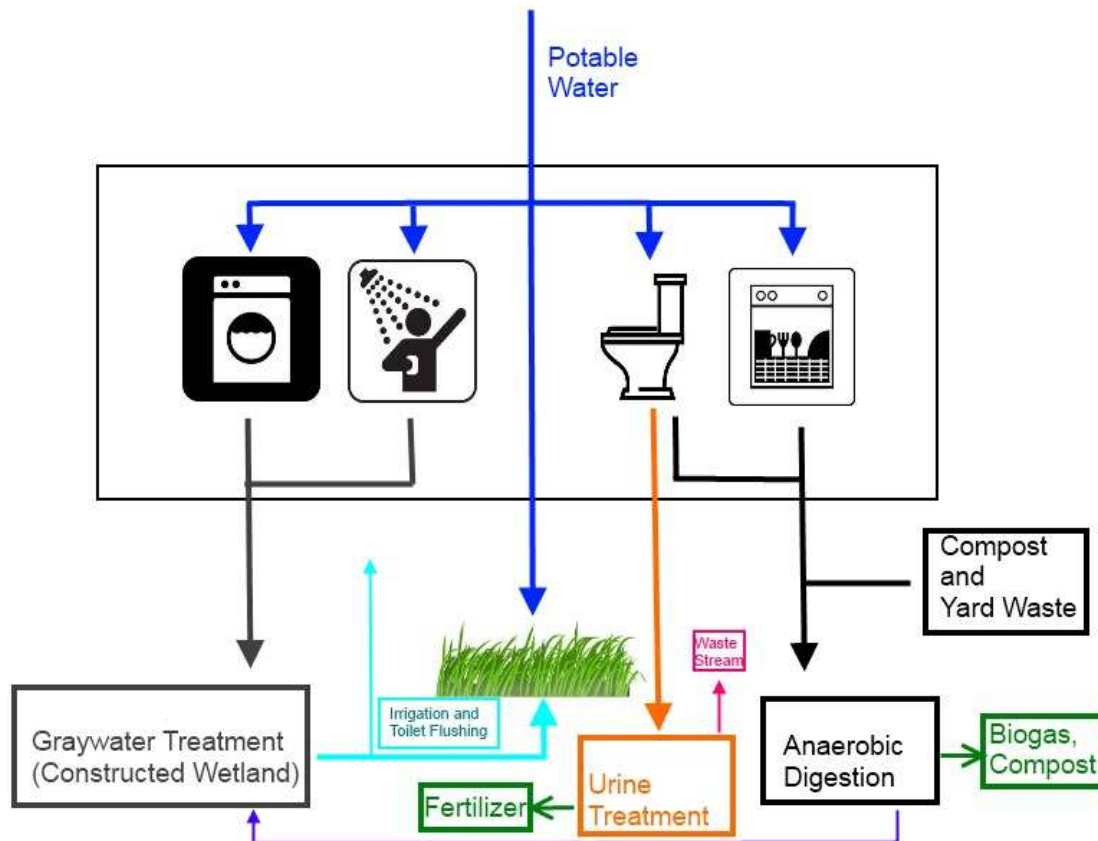 Potable
Water
Compost
and
Yard Waste
Waste
Stream
Irrigation and
Toilet Flushing
Graywater Treatment
(Constructed Wetland)
Urine
Treatment
Fertilizer
Anaerobic
Digestion
Biogas,
Compost